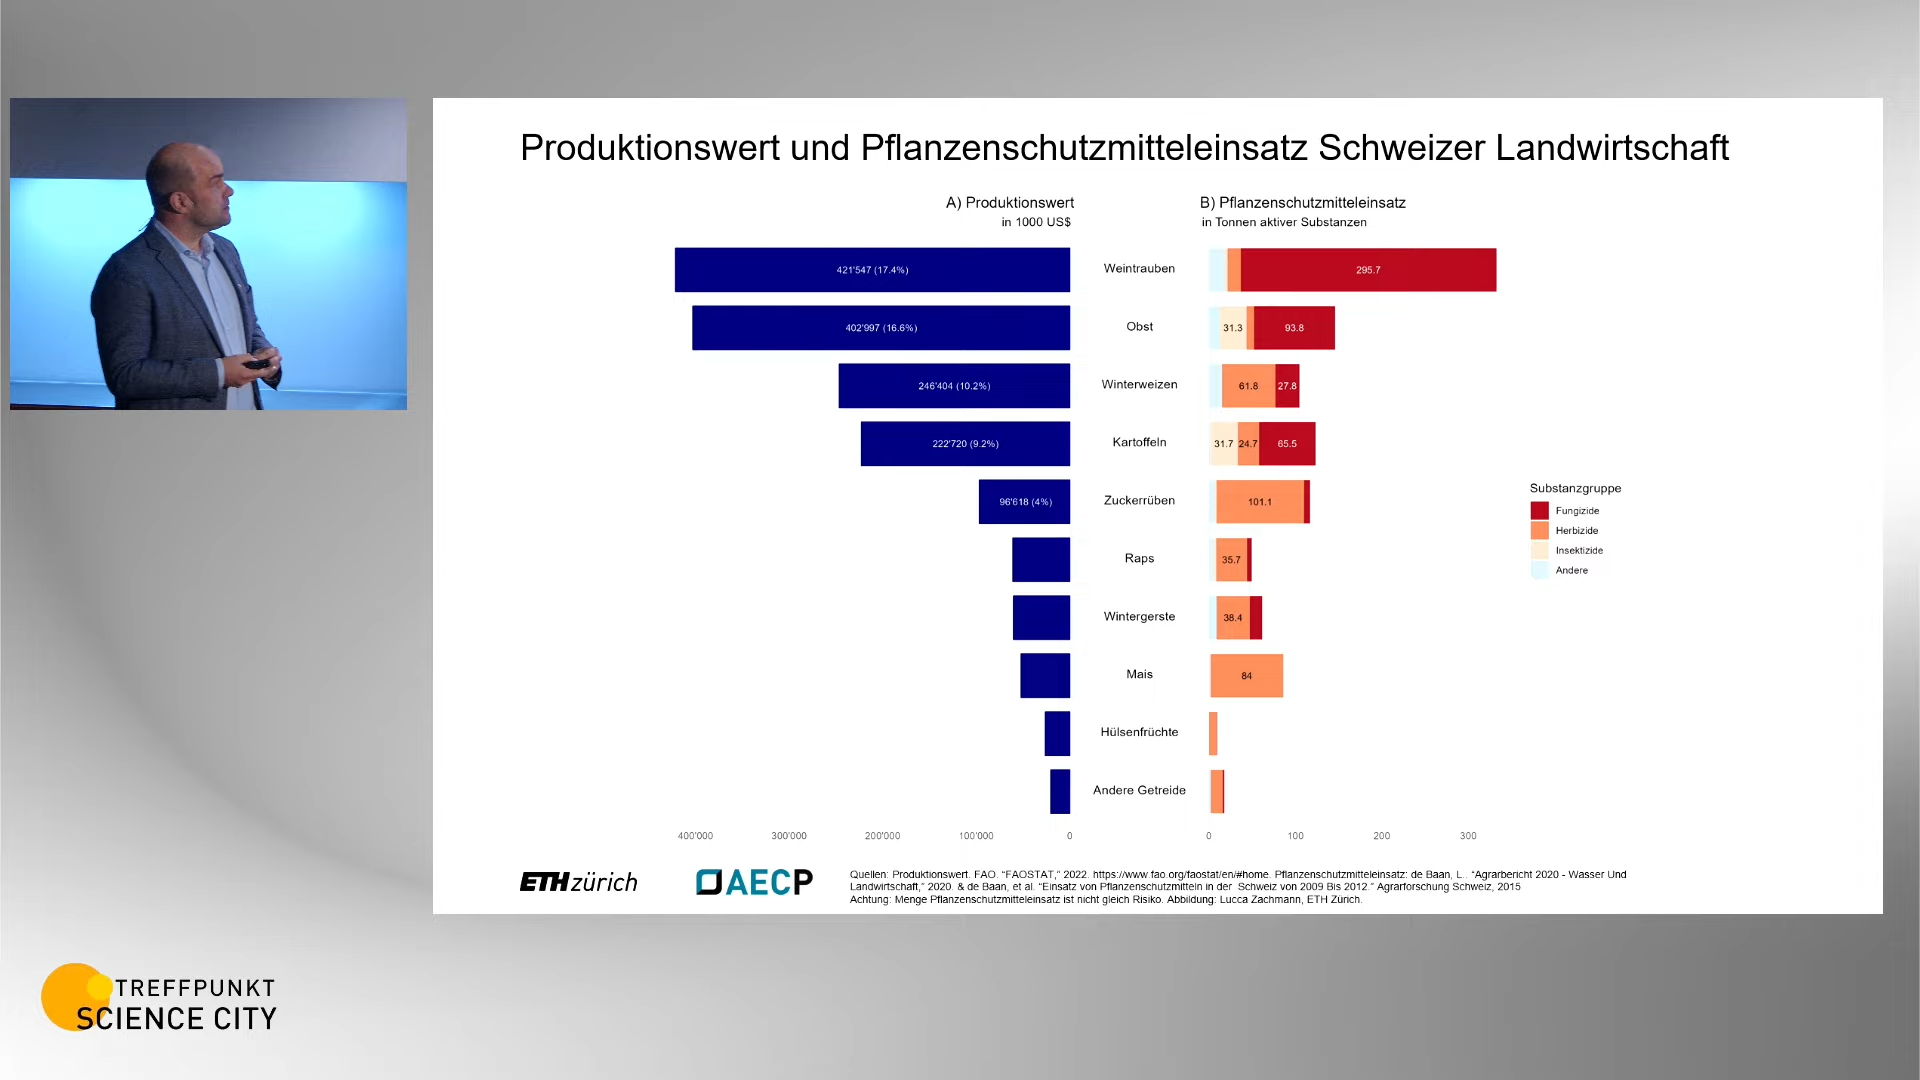 Produktionswert und Pflanzenschutzmitteleinsatz Schweizer Landwirtschaft
A) Produktionswert
in 1000 US$
B) Pflanzenschutzmitteleinsatz
in Tonnen aktiver Substanzen
421'547 (17.4%)
Weintrauben
295.7
402'997 (16.6%)
Obst
31.3
93.8
246'404 (10.2%)
Winterweizen
61.8
27.8
222'720 (9.2%)
Kartoffeln
31.7
24.7
65.5
96'618 (4%)
Zuckerrüben
101.1
Raps
35.7
Wintergerste
38.4
Mais
84
Hülsenfrüchte
Andere Getreide
Substanzgruppe
Fungizide
Herbizide
Insektizide
Andere
400'000
300'000
200'000
100'000
0
0
100
200
300
ETH zürich
AECP
Quellen: Produktionswert. FAO. "FAOSTAT," 2022. https://www.fao.org/faostat/en/#home. Pflanzenschutzmitteleinsatz: de Baan, L.. "Agrarbericht 2020 - Wasser Und
Landwirtschaft," 2020. & de Baan, et al. "Einsatz von Pflanzenschutzmitteln in der Schweiz von 2009 Bis 2012." Agrarforschung Schweiz, 2015
Achtung: Menge Pflanzenschutzmitteleinsatz ist nicht gleich Risiko. Abbildung: Lucca Zachmann, ETH Zürich.
TREFFPUNKT
SCIENCE CITY